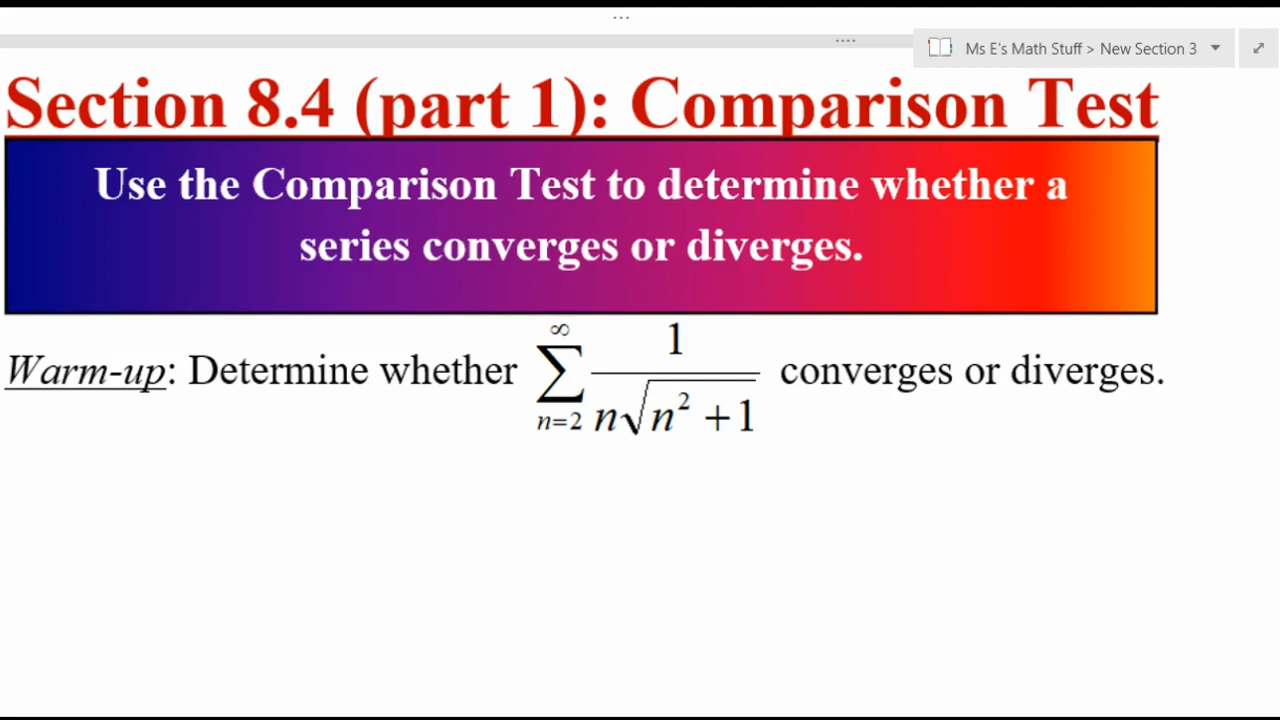 Ms E's Math Stuff > New Section 3
Section 8.4 (part 1): Comparison Test
Use the Comparison Test to determine whether a
series converges or diverges.
Warm-up: Determine whether ∑_{n=2}^{∞} 1/(n√(n² + 1)) converges or diverges.